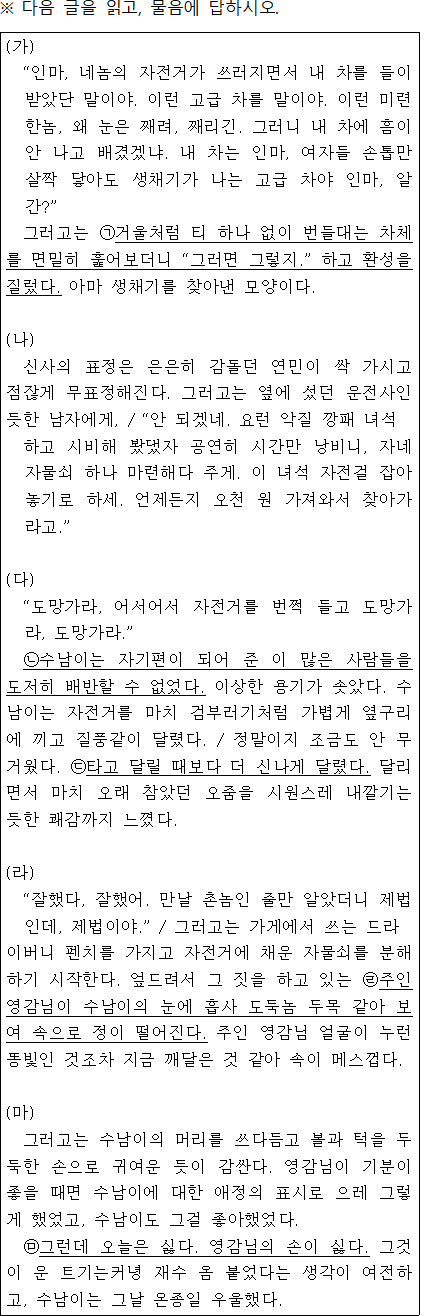 ※ 다음 글을 읽고, 물음에 답하시오.
(가)
“인마, 네놈의 자전거가 쓰러지면서 내 차를 들이
받았단 말이야. 이런 고급 차를 말이야. 이런 미련
한놈, 왜 눈은 째려, 째리긴. 그러니 내 차에 흠이
안 나고 배겼겠냐. 내 차는 인마, 여자들 손톱만
살짝 닿아도 생채기가 나는 고급 차야 인마, 알
간?”
그러고는 ㉠거울처럼 티 하나 없이 번들대는 차체
를 면밀히 훑어보더니 “그러면 그렇지.” 하고 환성을
질렀다. 아마 생채기를 찾아낸 모양이다.
(나)
신사의 표정은 은은히 감돌던 연민이 싹 가시고
점잖게 무표정해진다. 그러고는 옆에 섰던 운전사인
듯한 남자에게, / “안 되겠네. 요런 악질 깡패 녀석
하고 시비해 봤댔자 공연히 시간만 낭비니, 자네
자물쇠 하나 마련해다 주게. 이 녀석 자전걸 잡아
놓기로 하세. 언제든지 오천 원 가져와서 찾아가
라고.”
(다)
“도망가라, 어서어서 자전거를 번쩍 들고 도망가
라, 도망가라.”
㉡수남이는 자기편이 되어 준 이 많은 사람들을
도저히 배반할 수 없었다. 이상한 용기가 솟았다. 수
남이는 자전거를 마치 검부러기처럼 가볍게 옆구리
에 끼고 질풍같이 달렸다. / 정말이지 조금도 안 무
거웠다. ㉢타고 달릴 때보다 더 신나게 달렸다. 달리
면서 마치 오래 참았던 오줌을 시원스레 내깔기는
듯한 쾌감까지 느꼈다.
(라)
“잘했다, 잘했어. 만날 촌놈인 줄만 알았더니 제법
인데, 제법이야.” / 그러고는 가게에서 쓰는 드라
이버니 펜치를 가지고 자전거에 채운 자물쇠를 분해
하기 시작한다. 엎드려서 그 짓을 하고 있는 ㉣주인
영감님이 수남이의 눈에 흡사 도둑놈 두목 같아 보
여 속으로 정이 떨어진다. 주인 영감님 얼굴이 누런
똥빛인 것조차 지금 깨달은 것 같아 속이 메스껍다.
(마)
그러고는 수남이의 머리를 쓰다듬고 볼과 턱을 두
둑한 손으로 귀여운 듯이 감싼다. 영감님이 기분이
좋을 때면 수남이에 대한 애정의 표시로 으레 그렇
게 했었고, 수남이도 그걸 좋아했었다.
㉤그런데 오늘은 싫다. 영감님의 손이 싫다. 그것
이 운 트기는커녕 재수 옴 붙었다는 생각이 여전하
고, 수남이는 그날 온종일 우울했다.